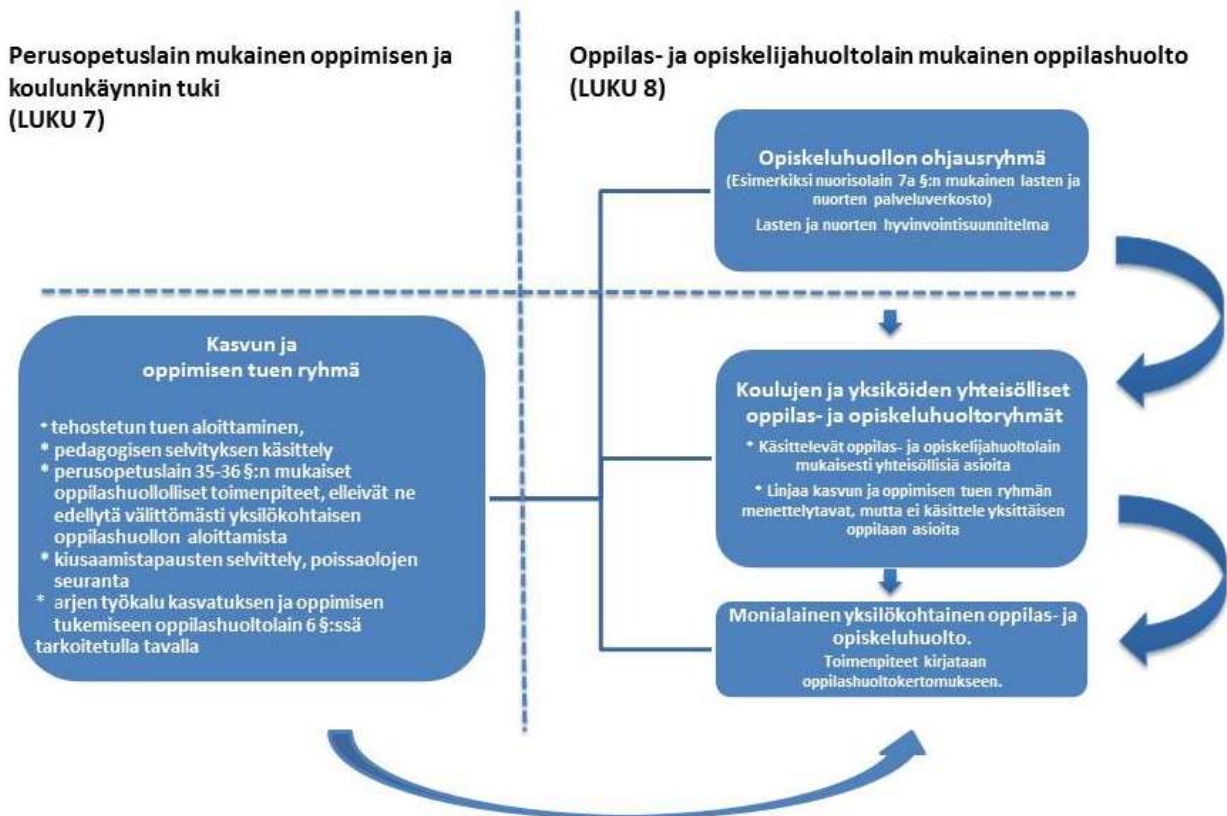 Perusopetuslain mukainen oppimisen ja
koulunkäynnin tuki
(LUKU 7)
Oppilas- ja opiskelijahuoltolain mukainen oppilashuolto
(LUKU 8)
Opiskeluhuollon ohjausryhmä
(Esimerkiksi nuorisolain 7a §:n mukainen lasten ja
nuorten palveluverkosto)
Lasten ja nuorten hyvinvointisuunnitelma
Kasvun ja
oppimisen tuen ryhmä
* tehostetun tuen aloittaminen,
* pedagogisen selvityksen käsittely
* perusopetuslain 35-36 §:n mukaiset
oppilashuollolliset toimenpiteet, elleivät ne
edellytä välittömästi yksilökohtaisen
oppilashuollon aloittamista
* kiusaamistapausten selvittely, poissaolojen
seuranta
* arjen työkalu kasvatuksen ja oppimisen
tukemiseen oppilashuoltolain 6 §:ssä
tarkoitetulla tavalla
Koulujen ja yksiköiden yhteisölliset
oppilas- ja opiskeluhuoltoryhmät
* Käsittelevät oppilas- ja opiskelijahuoltolain
mukaisesti yhteisöllisiä asioita
* Linjaa kasvun ja oppimisen tuen ryhmän
menettelytavat, mutta ei käsittele yksittäisen
oppilaan asioita
Monialainen yksilökohtainen oppilas- ja
opiskeluhuolto.
Toimenpiteet kirjataan
oppilashuoltokertomukseen.